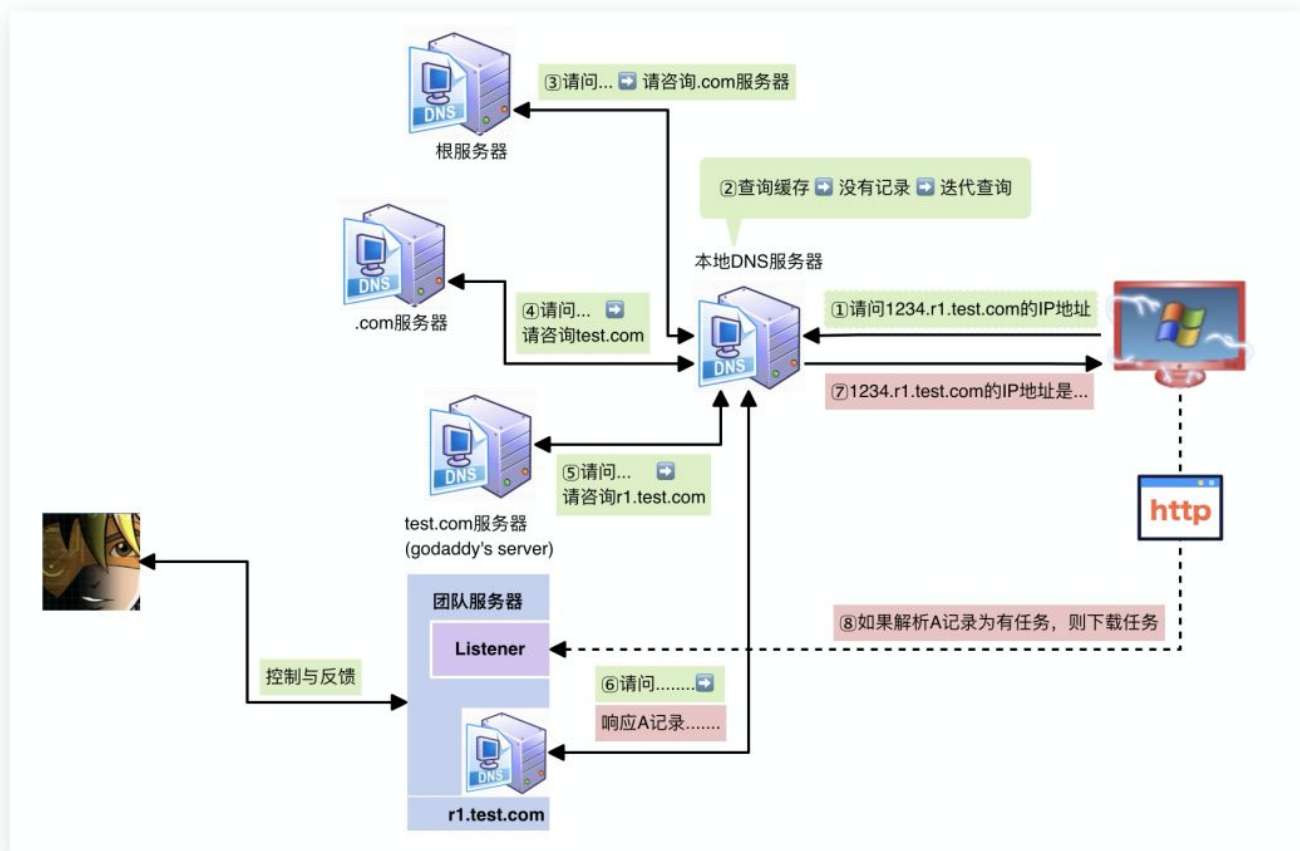 ③请问... ➡ 请咨询.com服务器
DNS
根服务器
②查询缓存 ➡ 没有记录 ➡ 迭代查询
本地DNS服务器
DNS
.com服务器
④请问... ➡
请咨询test.com
DNS
①请问1234.r1.test.com的IP地址
⑦1234.r1.test.com的IP地址是...
DNS
⑤请问... ➡
请咨询r1.test.com
test.com服务器
(godaddy's server)
http
团队服务器
Listener
⑧如果解析A记录为有任务，则下载任务
控制与反馈
⑥请问........➡
响应A记录.......
DNS
r1.test.com